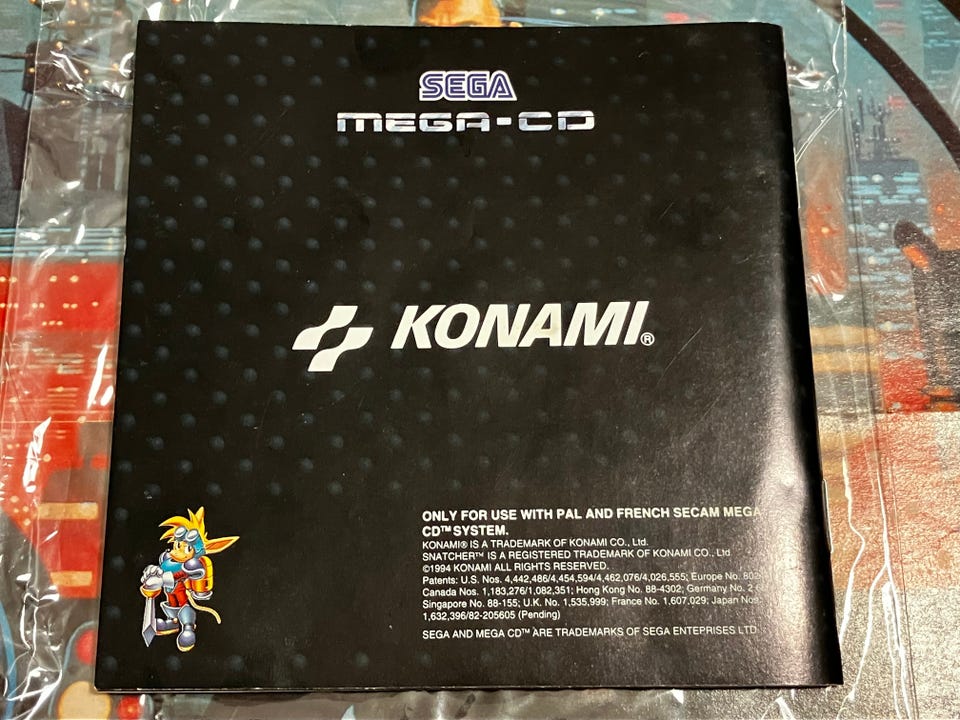 SEGA
MEGA-CD
KONAMI®
ONLY FOR USE WITH PAL AND FRENCH SECAM MEGA
CD™ SYSTEM.
KONAMI® IS A TRADEMARK OF KONAMI CO., Ltd.
SNATCHER™ IS A REGISTERED TRADEMARK OF KONAMI CO., Ltd
©1994 KONAMI ALL RIGHTS RESERVED.
Patents: U.S. Nos. 4,442,486/4,454,594/4,462,076/4,026,555; Europe No. 80
Canada Nos. 1,183,276/1,082,351; Hong Kong No. 88-4302; Germany No. 2
Singapore No. 88-155; U.K. No. 1,535,999; France No. 1,607,029; Japan Nos.
1,632,396/82-205605 (Pending)
SEGA AND MEGA CD™ ARE TRADEMARKS OF SEGA ENTEPRISES LTD.